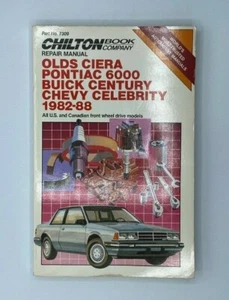 Part No. 7309
CHILTON BOOK
COMPANY
REPAIR MANUAL
OLDS CIERA
PONTIAC 6000
BUICK CENTURY
CHEVY CELEBRITY
1982-88
All U.S. and Canadian front wheel drive models